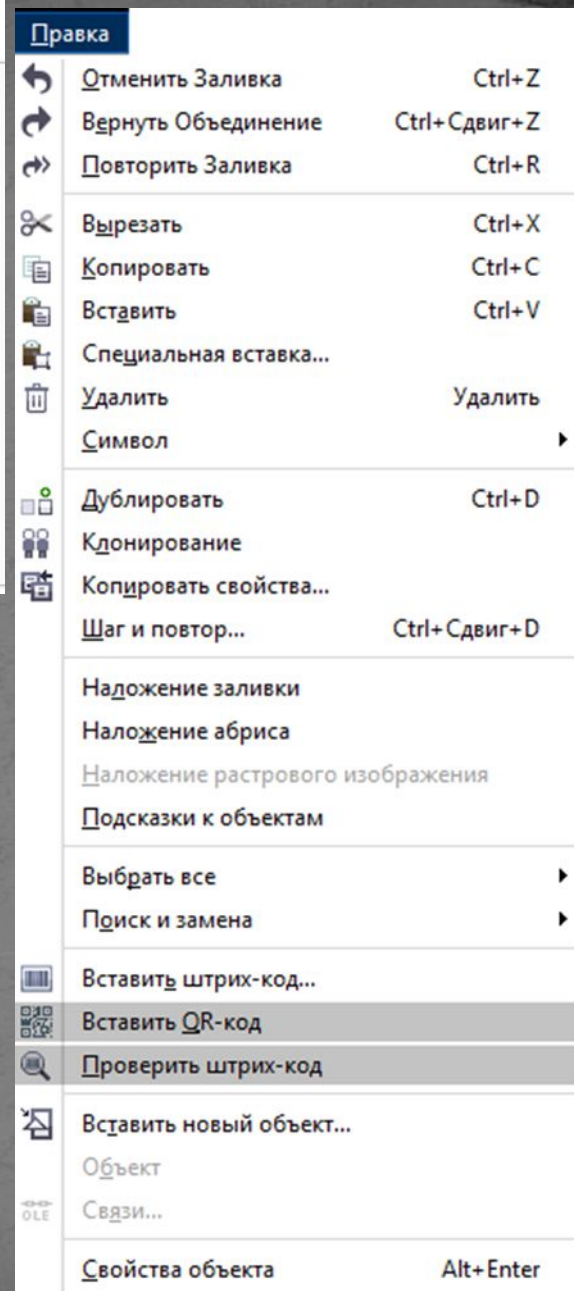 Правка
Отменить Заливка Ctrl+Z
Вернуть Объединение Ctrl+Сдвиг+Z
Повторить Заливка Ctrl+R
Вырезать Ctrl+X
Копировать Ctrl+C
Вставить Ctrl+V
Специальная вставка...
Удалить Удалить
Символ
Дублировать Ctrl+D
Клонирование
Копировать свойства...
Шаг и повтор... Ctrl+Сдвиг+D
Наложение заливки
Наложение абриса
Наложение растрового изображения
Подсказки к объектам
Выбрать все
Поиск и замена
Вставить штрих-код...
Вставить QR-код
Проверить штрих-код
Вставить новый объект...
Объект
OLE Связи...
Свойства объекта Alt+Enter